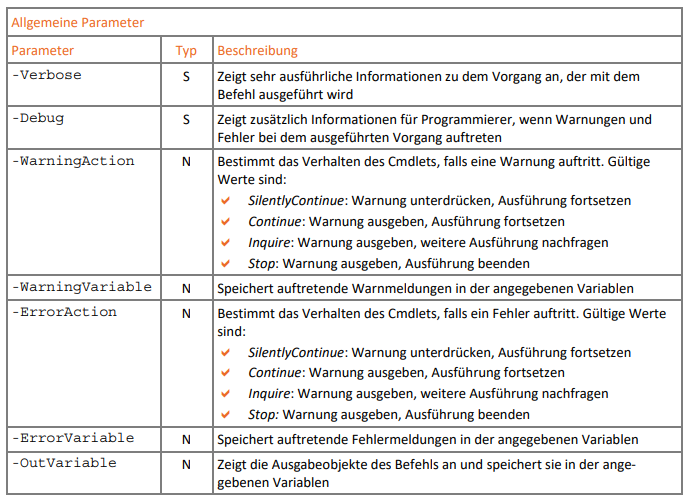 Allgemeine Parameter
Parameter Typ Beschreibung
-Verbose S Zeigt sehr ausführliche Informationen zu dem Vorgang an, der mit dem
Befehl ausgeführt wird
-Debug S Zeigt zusätzlich Informationen für Programmierer, wenn Warnungen und
Fehler bei dem ausgeführten Vorgang auftreten
-WarningAction N Bestimmt das Verhalten des Cmdlets, falls eine Warnung auftritt. Gültige
Werte sind:
SilentlyContinue: Warnung unterdrücken, Ausführung fortsetzen
Continue: Warnung ausgeben, Ausführung fortsetzen
Inquire: Warnung ausgeben, weitere Ausführung nachfragen
Stop: Warnung ausgeben, Ausführung beenden
-WarningVariable N Speichert auftretende Warnmeldungen in der angegebenen Variablen
-ErrorAction N Bestimmt das Verhalten des Cmdlets, falls ein Fehler auftritt. Gültige Werte
sind:
SilentlyContinue: Warnung unterdrücken, Ausführung fortsetzen
Continue: Warnung ausgeben, Ausführung fortsetzen
Inquire: Warnung ausgeben, weitere Ausführung nachfragen
Stop: Warnung ausgeben, Ausführung beenden
-ErrorVariable N Speichert auftretende Fehlermeldungen in der angegebenen Variablen
-OutVariable N Zeigt die Ausgabeobjekte des Befehls an und speichert sie in der ange-
gebenen Variablen